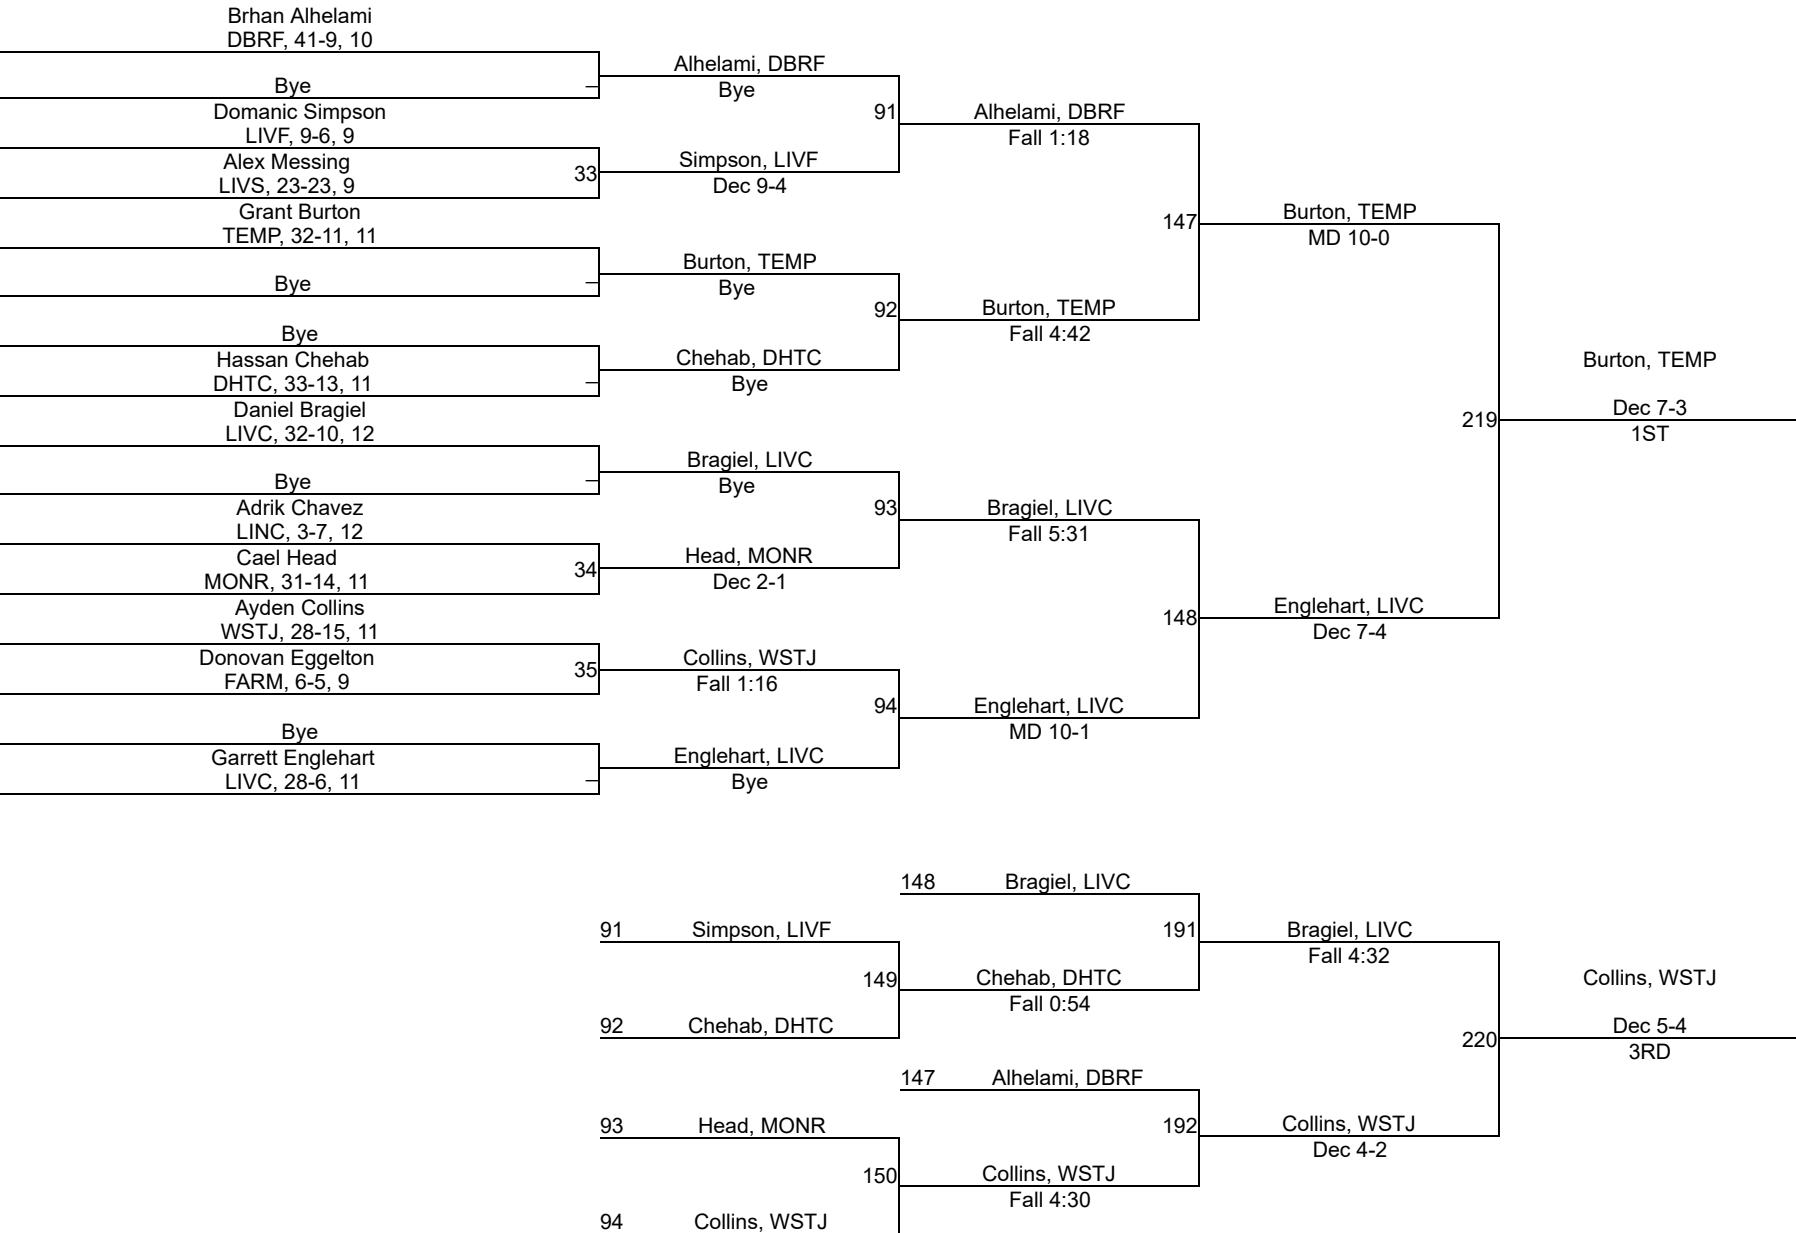 Brhan Alhelami
DBRF, 41-9, 10
Bye
Domanic Simpson
LIVF, 9-6, 9
Alex Messing
LIVS, 23-23, 9
33
Grant Burton
TEMP, 32-11, 11
Bye
Bye
Hassan Chehab
DHTC, 33-13, 11
Daniel Bragiel
LIVC, 32-10, 12
Bye
Adrik Chavez
LINC, 3-7, 12
Cael Head
MONR, 31-14, 11
34
Ayden Collins
WSTJ, 28-15, 11
Donovan Eggelton
FARM, 6-5, 9
35
Bye
Garrett Englehart
LIVC, 28-6, 11
Alhelami, DBRF
Bye
91
Simpson, LIVF
Dec 9-4
Burton, TEMP
Bye
92
Chehab, DHTC
Bye
Bragiel, LIVC
Bye
93
Head, MONR
Dec 2-1
Collins, WSTJ
Fall 1:16
94
Englehart, LIVC
Bye
Alhelami, DBRF
Fall 1:18
147
Burton, TEMP
Fall 4:42
Bragiel, LIVC
Fall 5:31
148
Englehart, LIVC
MD 10-1
Burton, TEMP
MD 10-0
219
Englehart, LIVC
Dec 7-4
Burton, TEMP
Dec 7-3
1ST
148 Bragiel, LIVC
91 Simpson, LIVF
191
149
Chehab, DHTC
Fall 0:54
92 Chehab, DHTC
147 Alhelami, DBRF
93 Head, MONR
192
150
Collins, WSTJ
Fall 4:30
94 Collins, WSTJ
Bragiel, LIVC
Fall 4:32
220
Collins, WSTJ
Dec 4-2
Collins, WSTJ
Dec 5-4
3RD